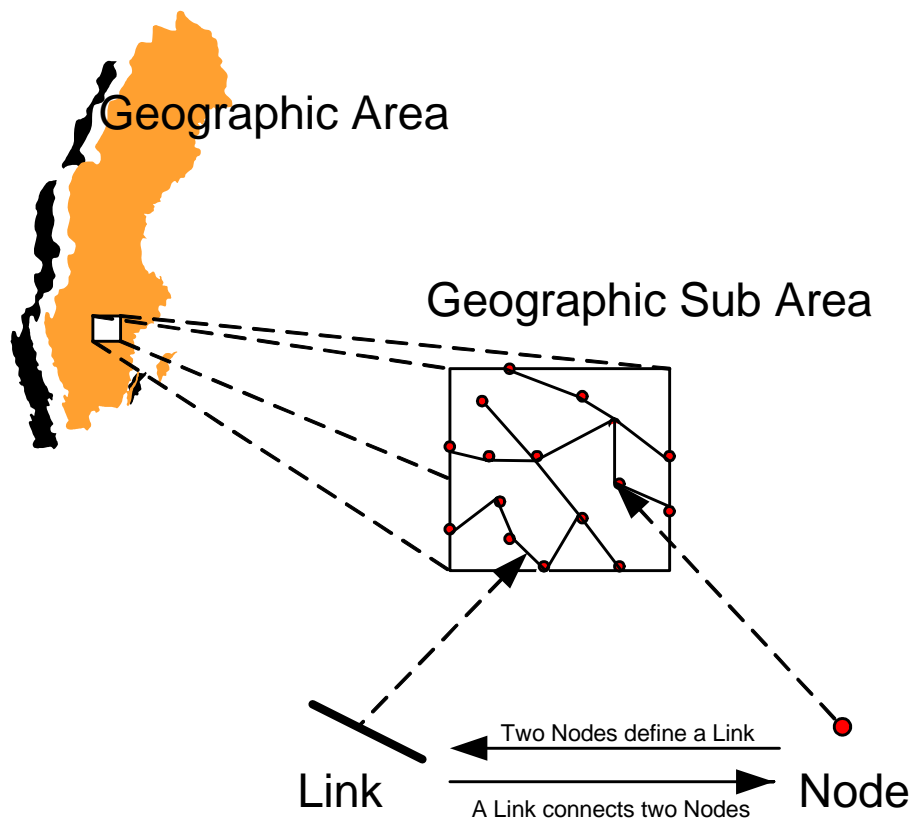 Geographic Area
Geographic Sub Area
Two Nodes define a Link
Link
Node
A Link connects two Nodes